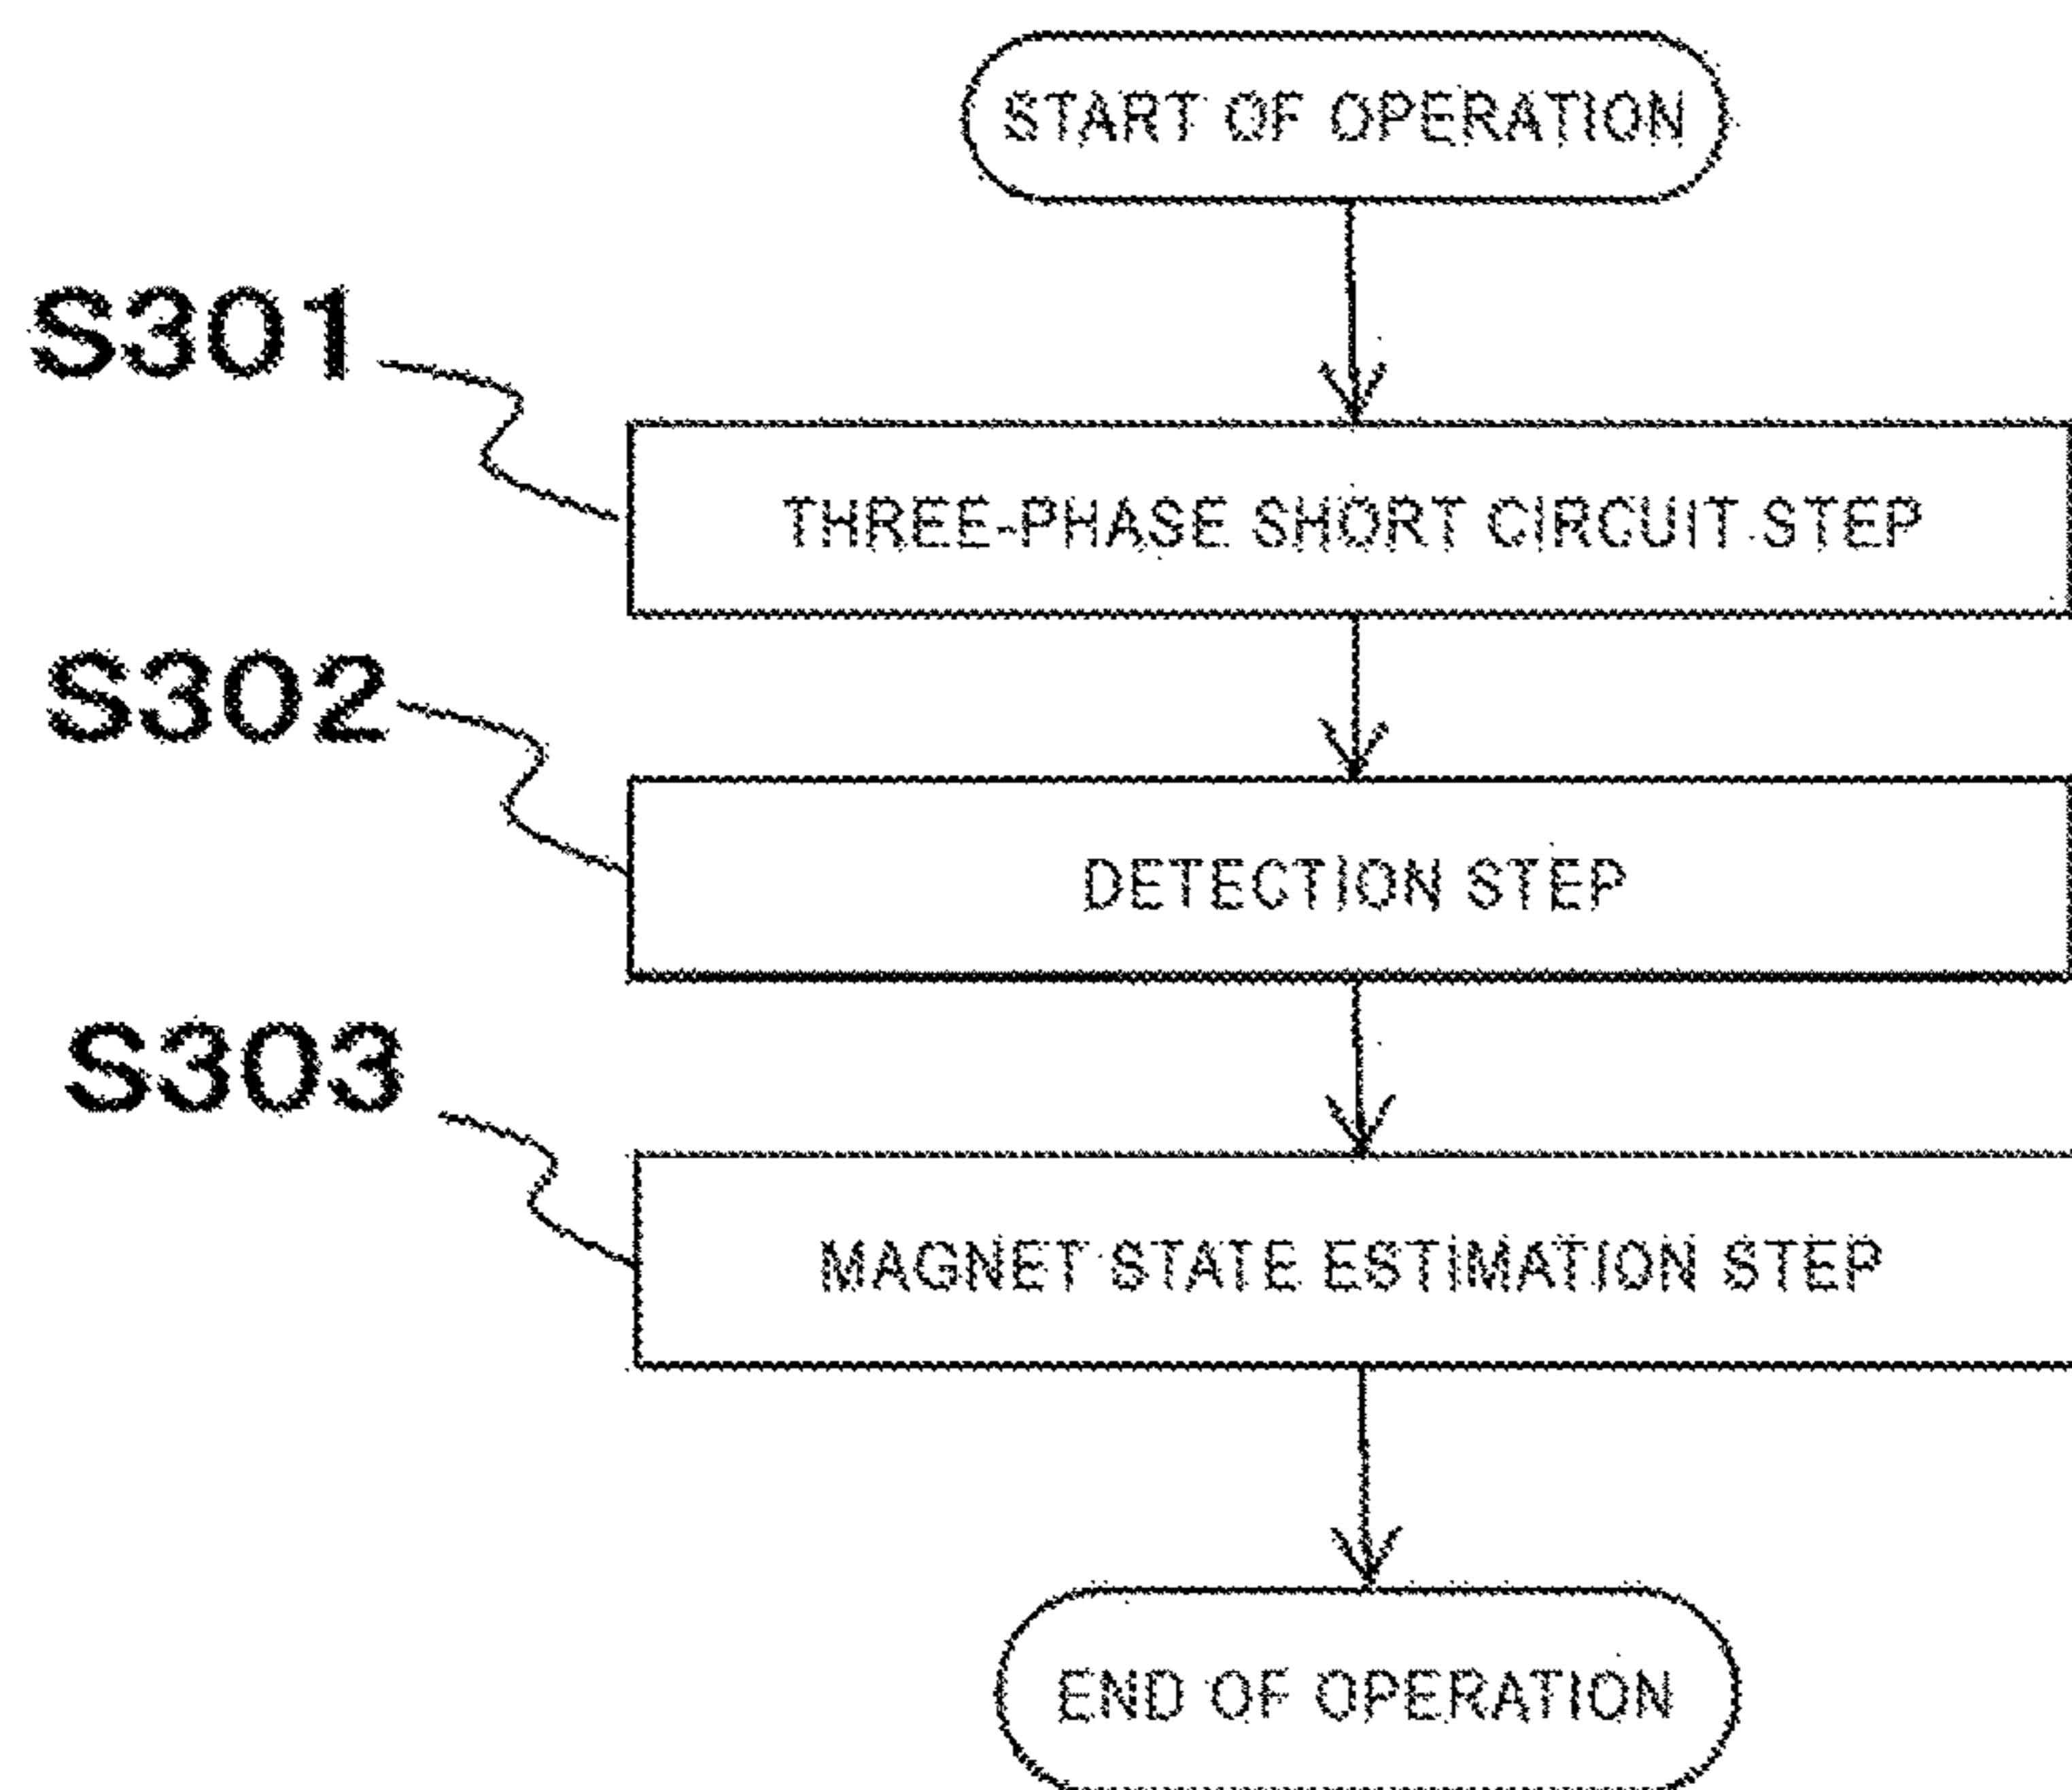 START OF OPERATION
S301
THREE-PHASE SHORT CIRCUIT STEP
S302
DETECTION STEP
S303
MAGNET STATE ESTIMATION STEP
END OF OPERATION